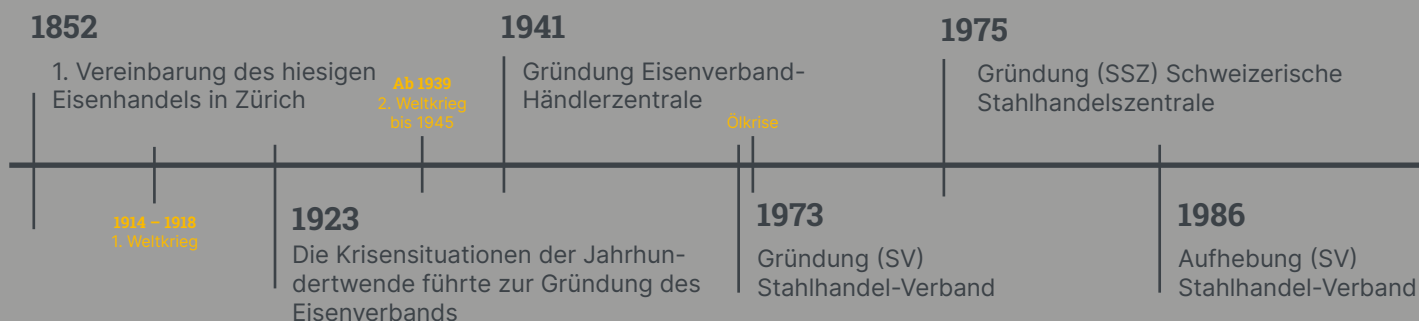 1852
1. Vereinbarung des hiesigen
Eisenhandels in Zürich
1914 – 1918
1. Weltkrieg
1923
Die Krisensituationen der Jahrhun-
dertwende führte zur Gründung des
Eisenverbands
Ab 1939
2. Weltkrieg
bis 1945
1941
Gründung Eisenverband-
Händlerzentrale
Ölkrise
1973
Gründung (SV)
Stahlhandel-Verband
1975
Gründung (SSZ) Schweizerische
Stahlhandelszentrale
1986
Aufhebung (SV)
Stahlhandel-Verband